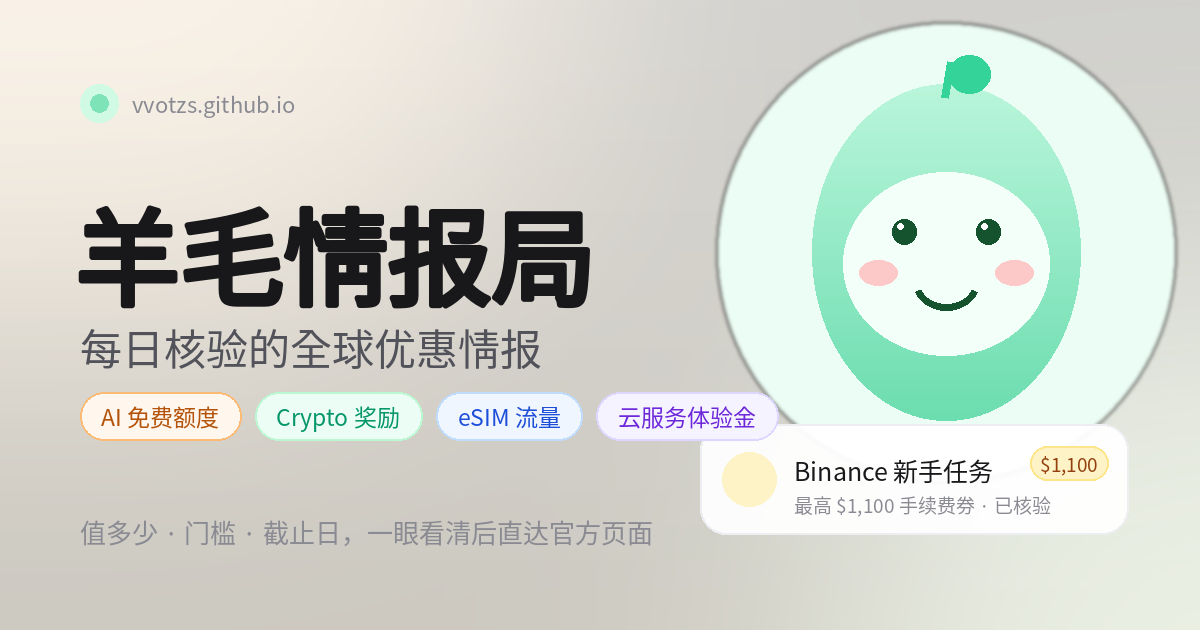 vvotzs.github.io
羊毛情报局
每日核验的全球优惠情报
AI 免费额度
Crypto 奖励
eSIM 流量
云服务体验金
Binance 新手任务
$1,100
最高 $1,100 手续费券 · 已核验
值多少 · 门槛 · 截止日，一眼看清后直达官方页面